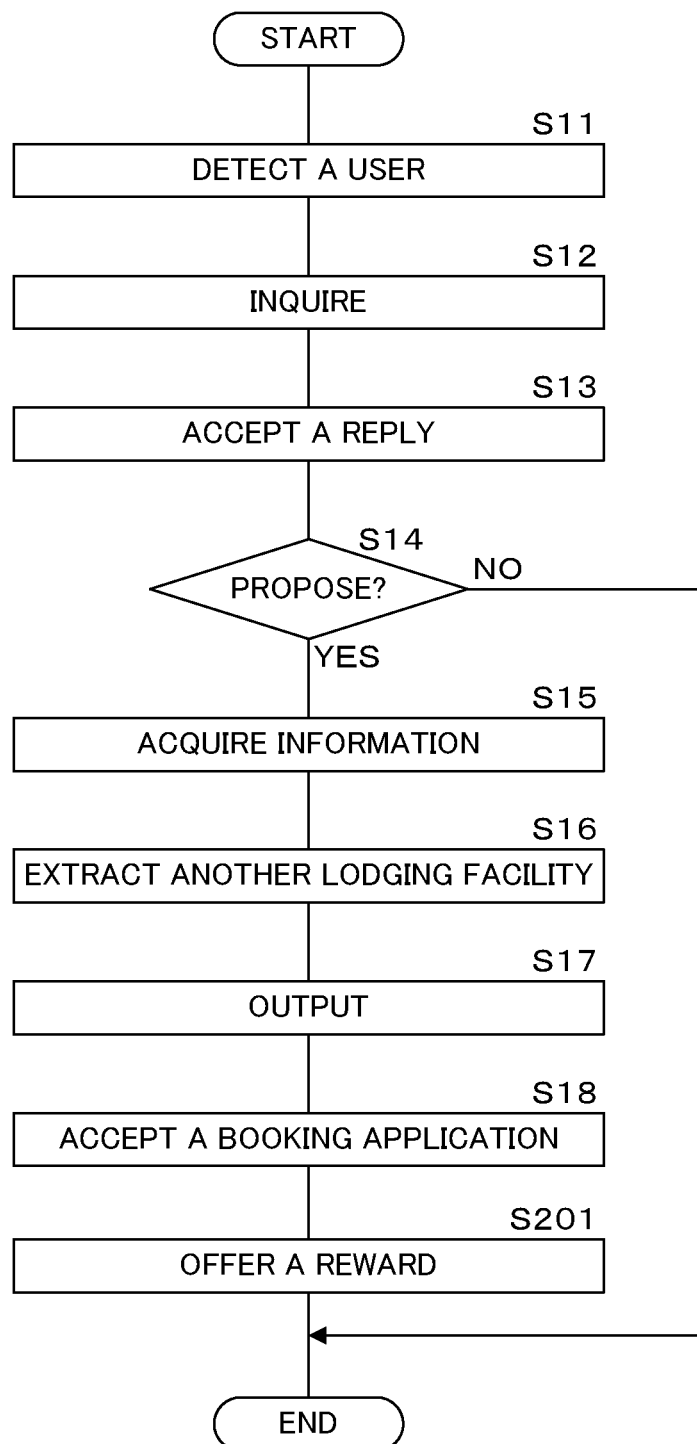 START
S11
DETECT A USER
S12
INQUIRE
S13
ACCEPT A REPLY
S14
PROPOSE?
NO
YES
S15
ACQUIRE INFORMATION
S16
EXTRACT ANOTHER LODGING FACILITY
S17
OUTPUT
S18
ACCEPT A BOOKING APPLICATION
S201
OFFER A REWARD
END